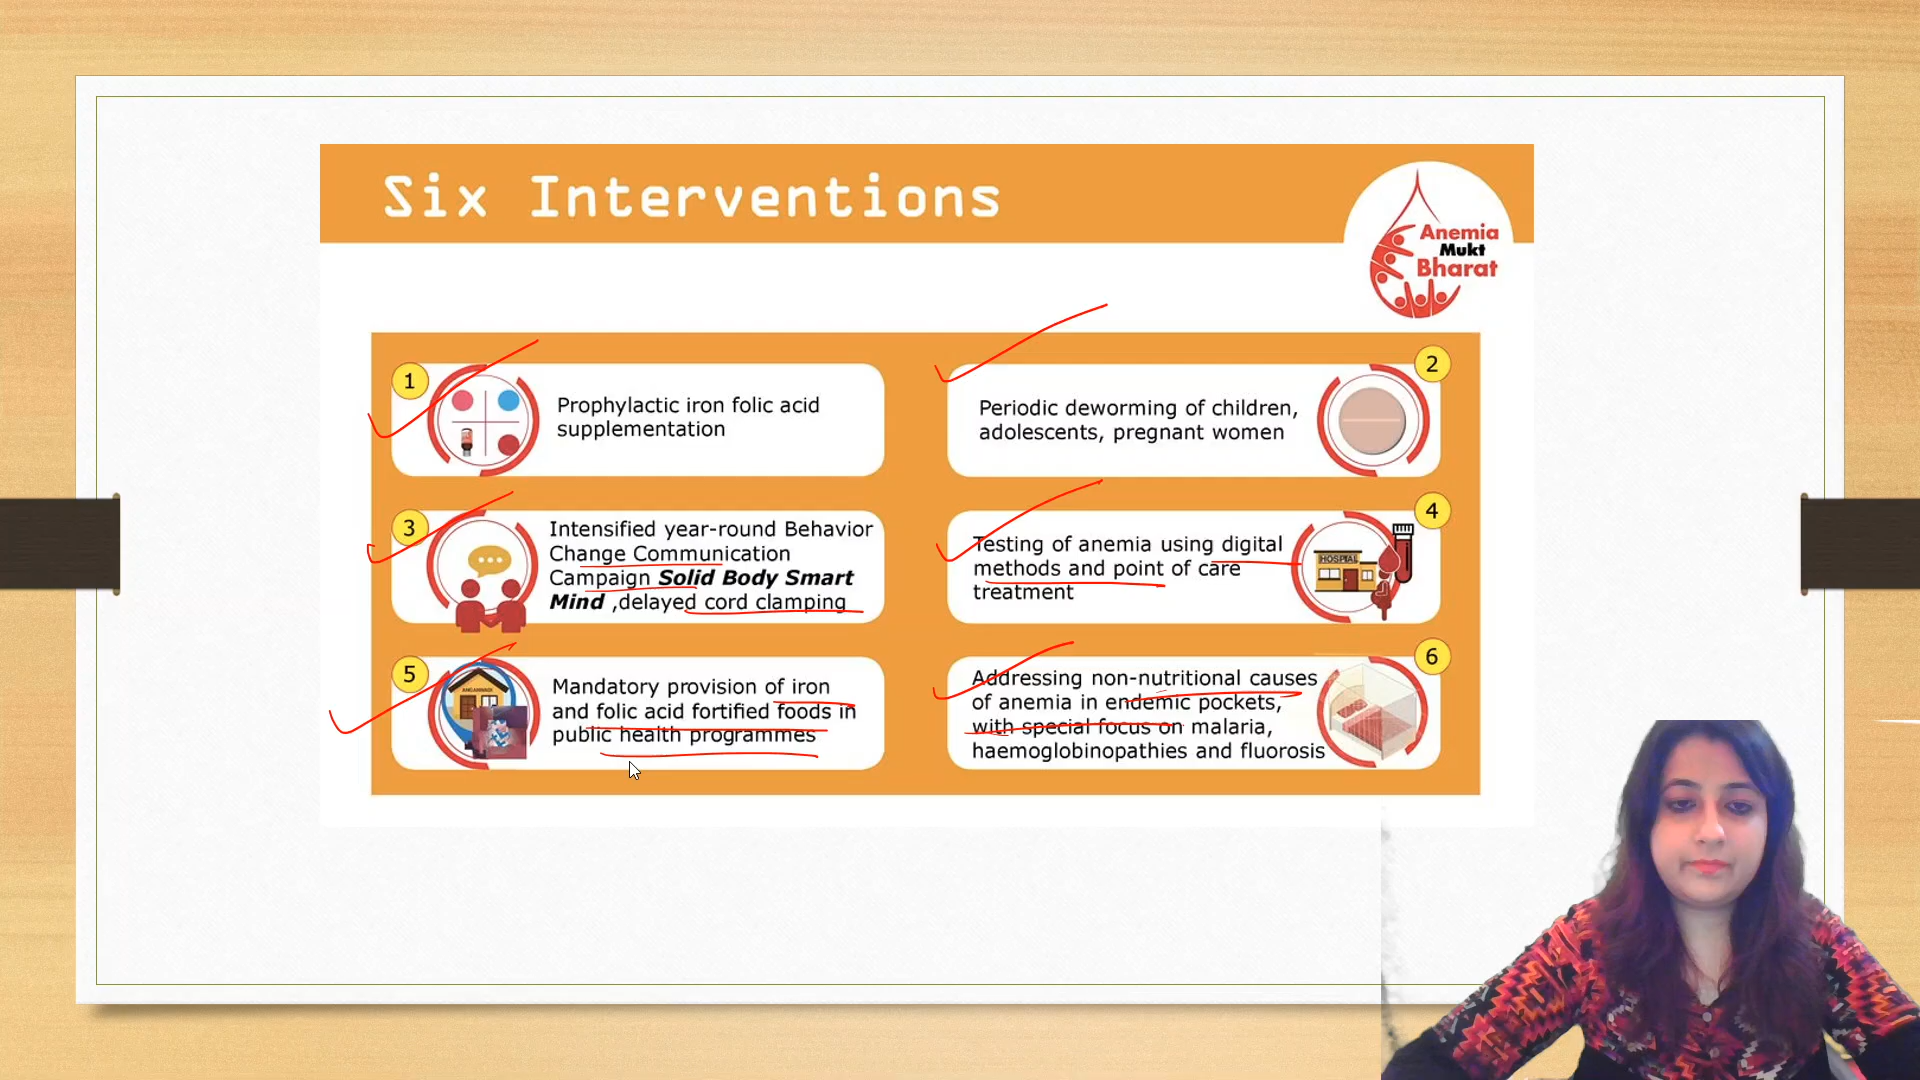 Six Interventions
Anemia
Mukt
Bharat
1
Prophylactic iron folic acid
supplementation
2
Periodic deworming of children,
adolescents, pregnant women
3
Intensified year-round Behavior
Change Communication
Campaign Solid Body Smart
Mind ,delayed cord clamping
4
Testing of anemia using digital
methods and point of care
treatment
HOSPITAL
5
Mandatory provision of iron
and folic acid fortified foods in
public health programmes
6
Addressing non-nutritional causes
of anemia in endemic pockets,
with special focus on malaria,
haemoglobinopathies and fluorosis